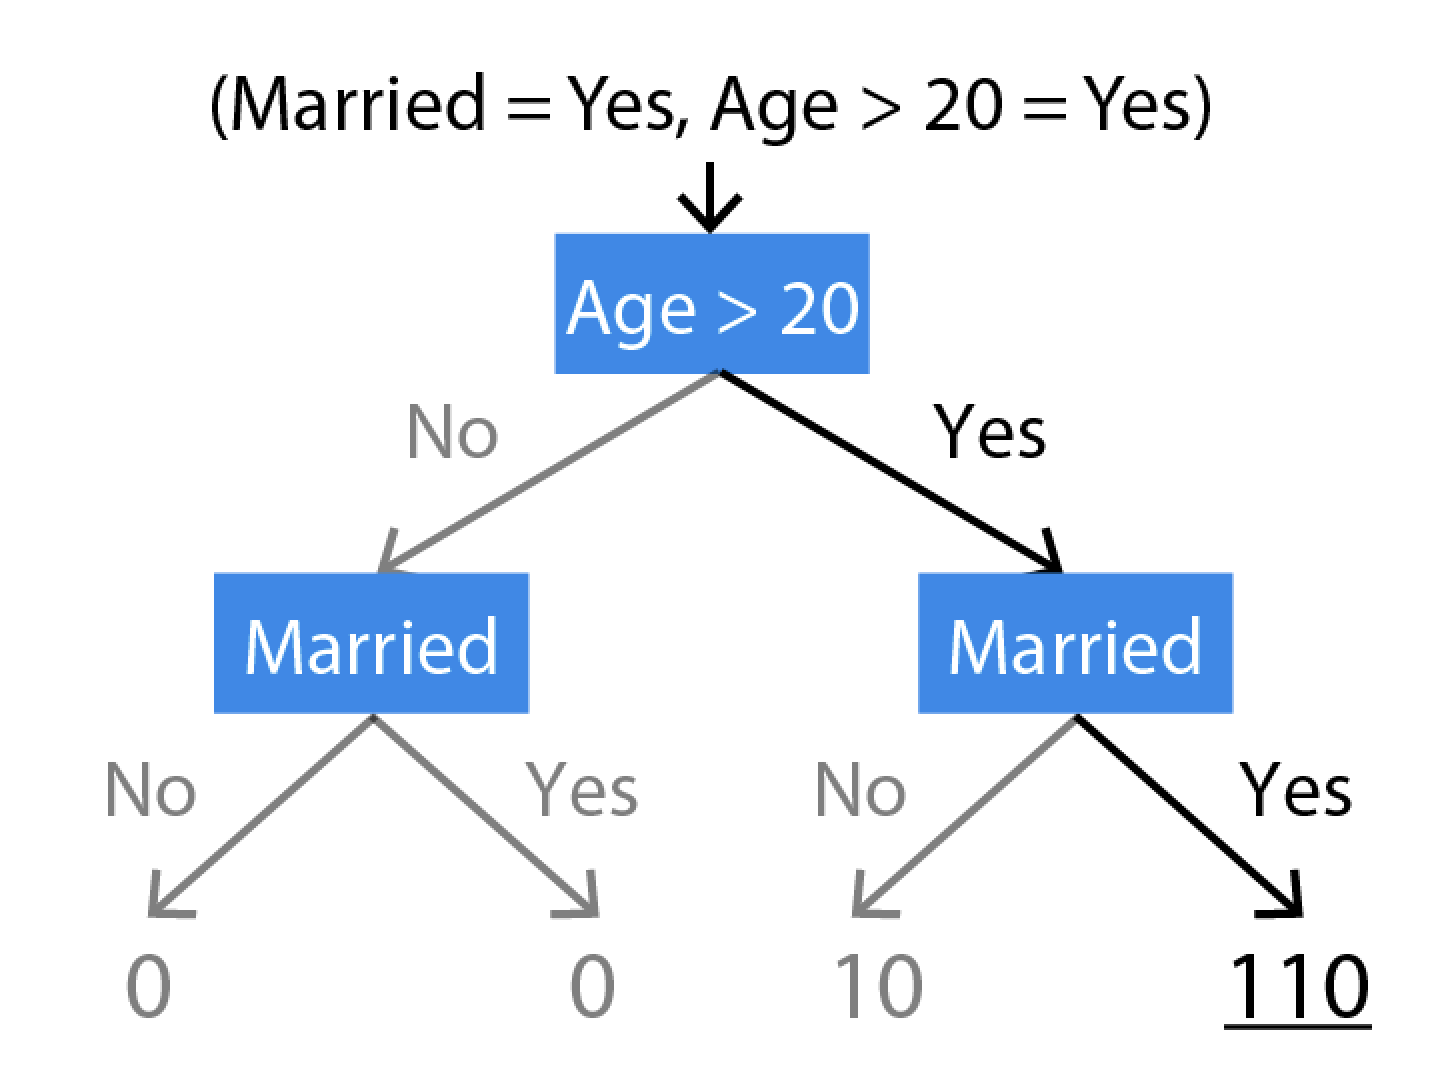 (Married = Yes, Age > 20 = Yes)
Age > 20
No
Yes
Married
Married
No
Yes
No
Yes
0
0
10
110